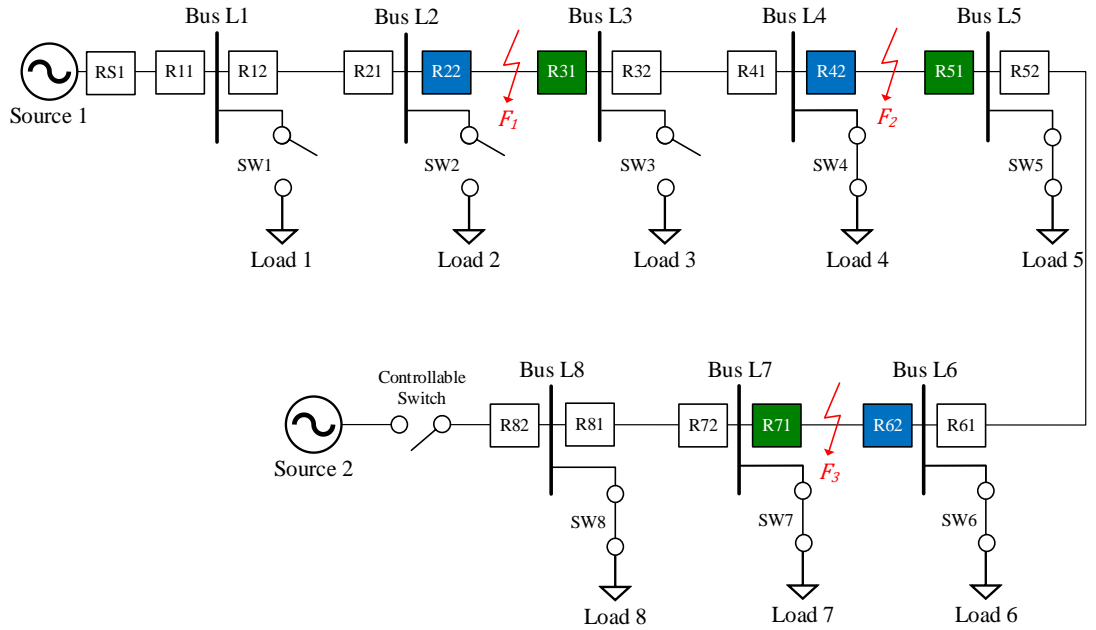 Bus L1
Bus L2
Bus L3
Bus L4
Bus L5
RS1
R11
R12
R21
R22
R31
R32
R41
R42
R51
R52
Source 1
F1
F2
SW1
SW2
SW3
SW4
SW5
Load 1
Load 2
Load 3
Load 4
Load 5
Controllable
Switch
Bus L8
Bus L7
Bus L6
R82
R81
R72
R71
R62
R61
Source 2
F3
SW8
SW7
SW6
Load 8
Load 7
Load 6